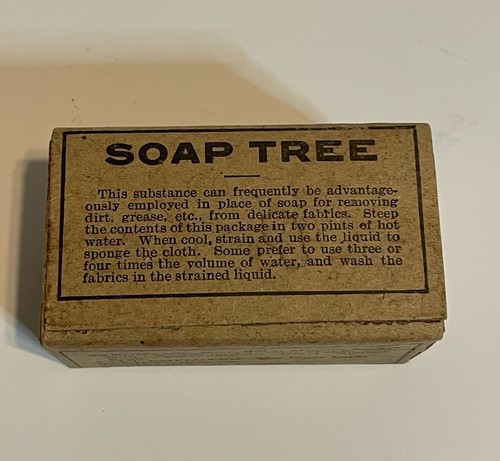 SOAP TREE
This substance can frequently be advantage-
ously employed in place of soap for removing
dirt, grease, etc., from delicate fabrics. Steep
the contents of this package in two pints of hot
water. When cool, strain and use the liquid to
sponge the cloth. Some prefer to use three or
four times the volume of water, and wash the
fabrics in the strained liquid.